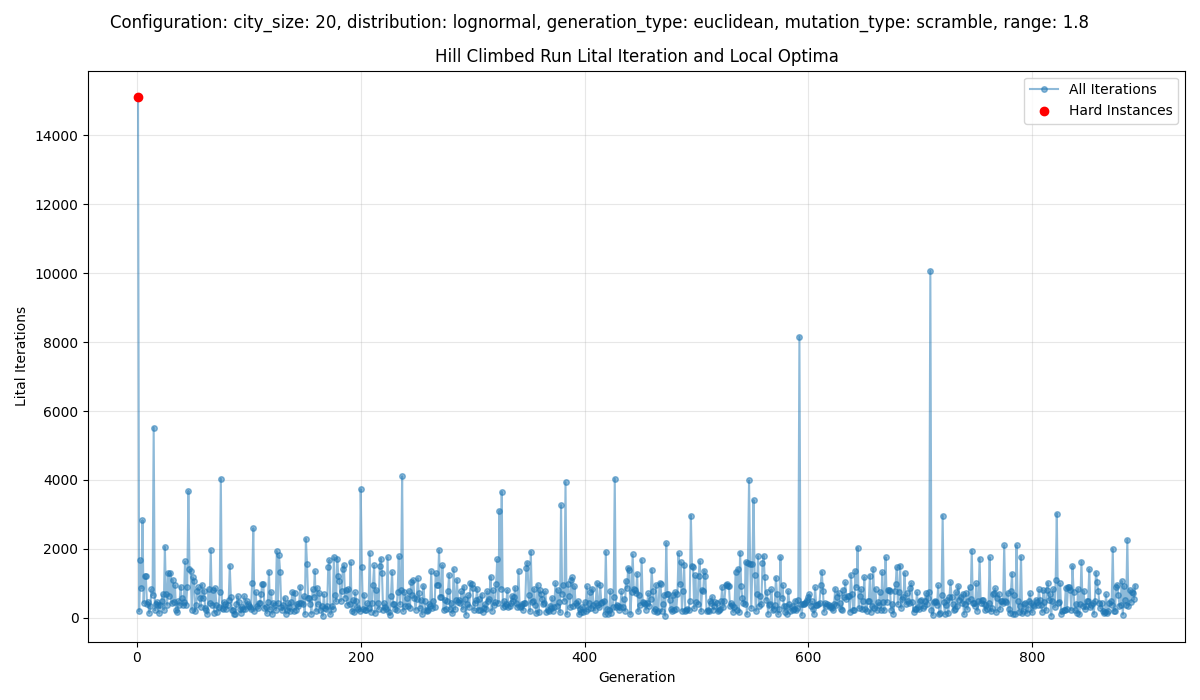 Configuration: city_size: 20, distribution: lognormal, generation_type: euclidean, mutation_type: scramble, range: 1.8
Hill Climbed Run Lital Iteration and Local Optima
All Iterations
Hard Instances
14000
12000
10000
8000
6000
4000
2000
0
Lital Iterations
0 200 400 600 800
Generation